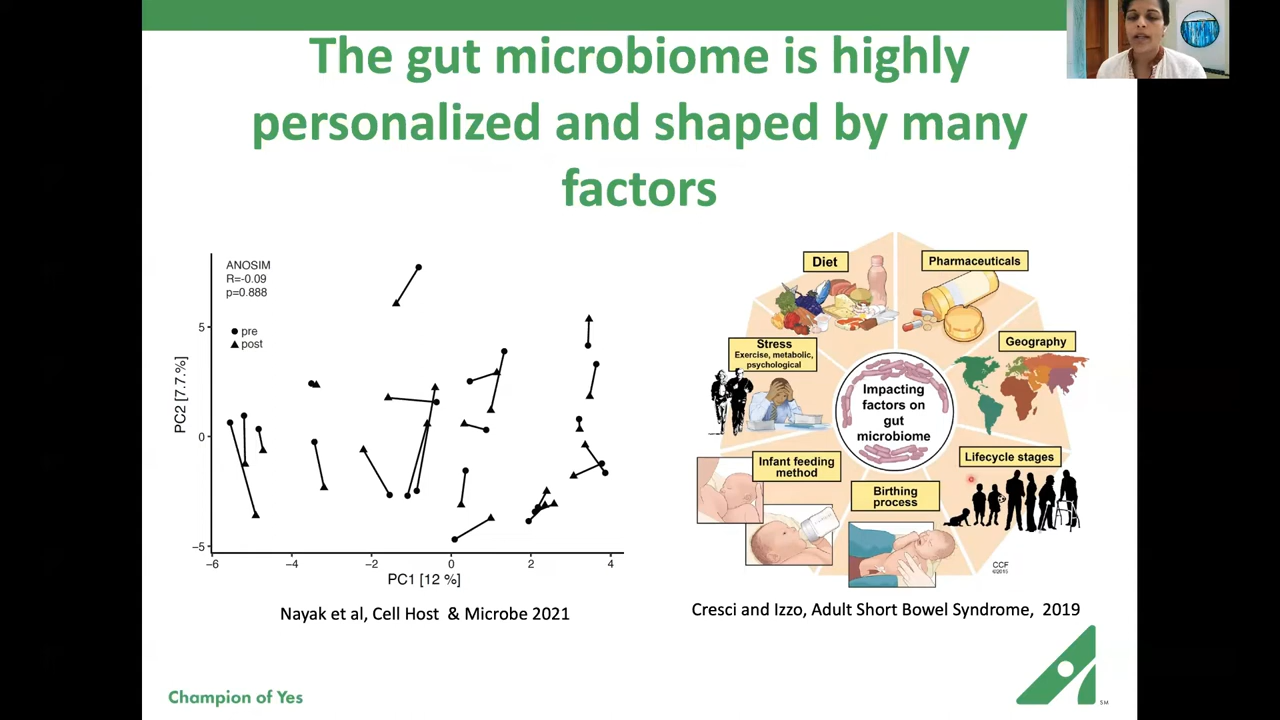 The gut microbiome is highly
personalized and shaped by many
factors
ANOSIM
R=-0.09
p=0.888
pre
post
5
0
−5
PC2 [7.7 %]
−6
−4
−2
0
2
4
PC1 [12 %]
Nayak et al, Cell Host & Microbe 2021
Diet
Pharmaceuticals
Stress
Exercise, metabolic,
psychological
Geography
Impacting
factors on
gut
microbiome
Infant feeding
method
Lifecycle stages
Birthing
process
CCF
©2015
Cresci and Izzo, Adult Short Bowel Syndrome, 2019
Champion of Yes
SM